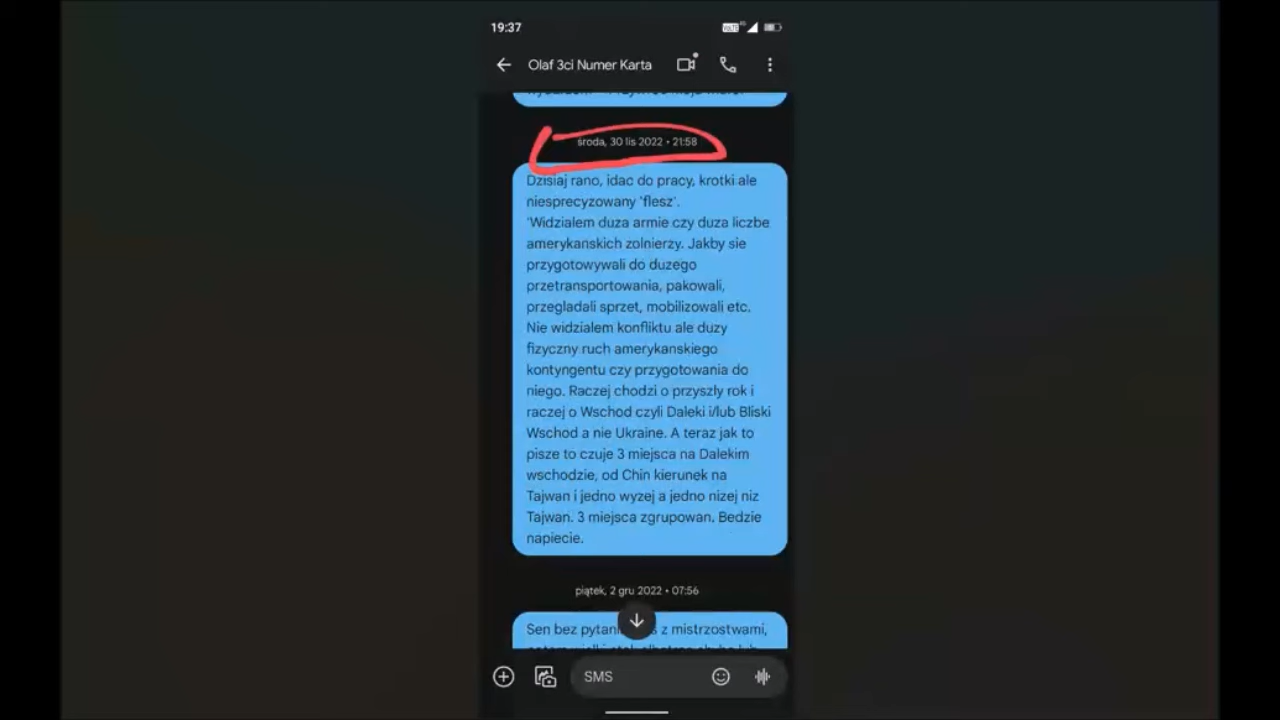 19:37
Olaf 3ci Numer Karta
środa, 30 lis 2022 • 21:58
Dzisiaj rano, idac do pracy, krotki ale
niesprecyzowany 'flesz'.
'Widzialem duza armie czy duza liczbe
amerykanskich zolnierzy. Jakby sie
przygotowywali do duzego
przetransportowania, pakowali,
przegladali sprzet, mobilizowali etc.
Nie widzialem konfliktu ale duzy
fizyczny ruch amerykanskiego
kontyngentu czy przygotowania do
niego. Raczej chodzi o przyszly rok i
raczej o Wschod czyli Daleki i/lub Bliski
Wschod a nie Ukraine. A teraz jak to
pisze to czuje 3 miejsca na Dalekim
wschodzie, od Chin kierunek na
Tajwan i jedno wyzej a jedno nizej niz
Tajwan. 3 miejsca zgrupowan. Bedzie
napiecie.
piątek, 2 gru 2022 • 07:56
Sen bez z mistrzostwami,
SMS